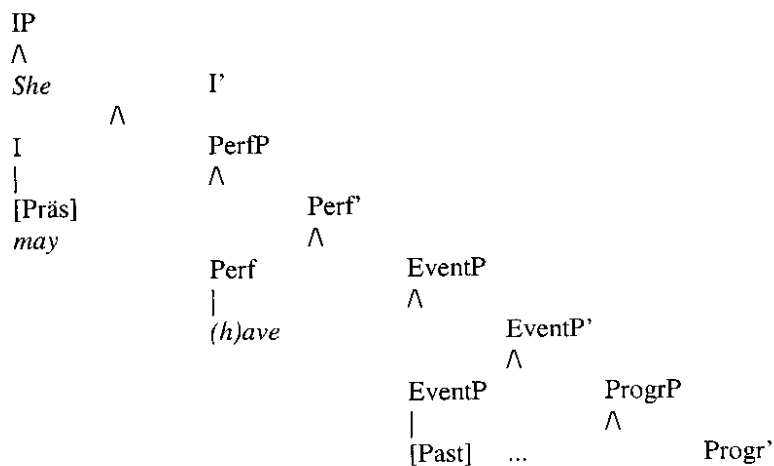 IP
Λ
She I’
Λ
I PerfP
| Λ
[Präs] Perf’
may Λ
Perf EventP
| Λ
(h)ave EventP’
Λ
EventP ProgrP
| Λ
[Past] ... Progr’